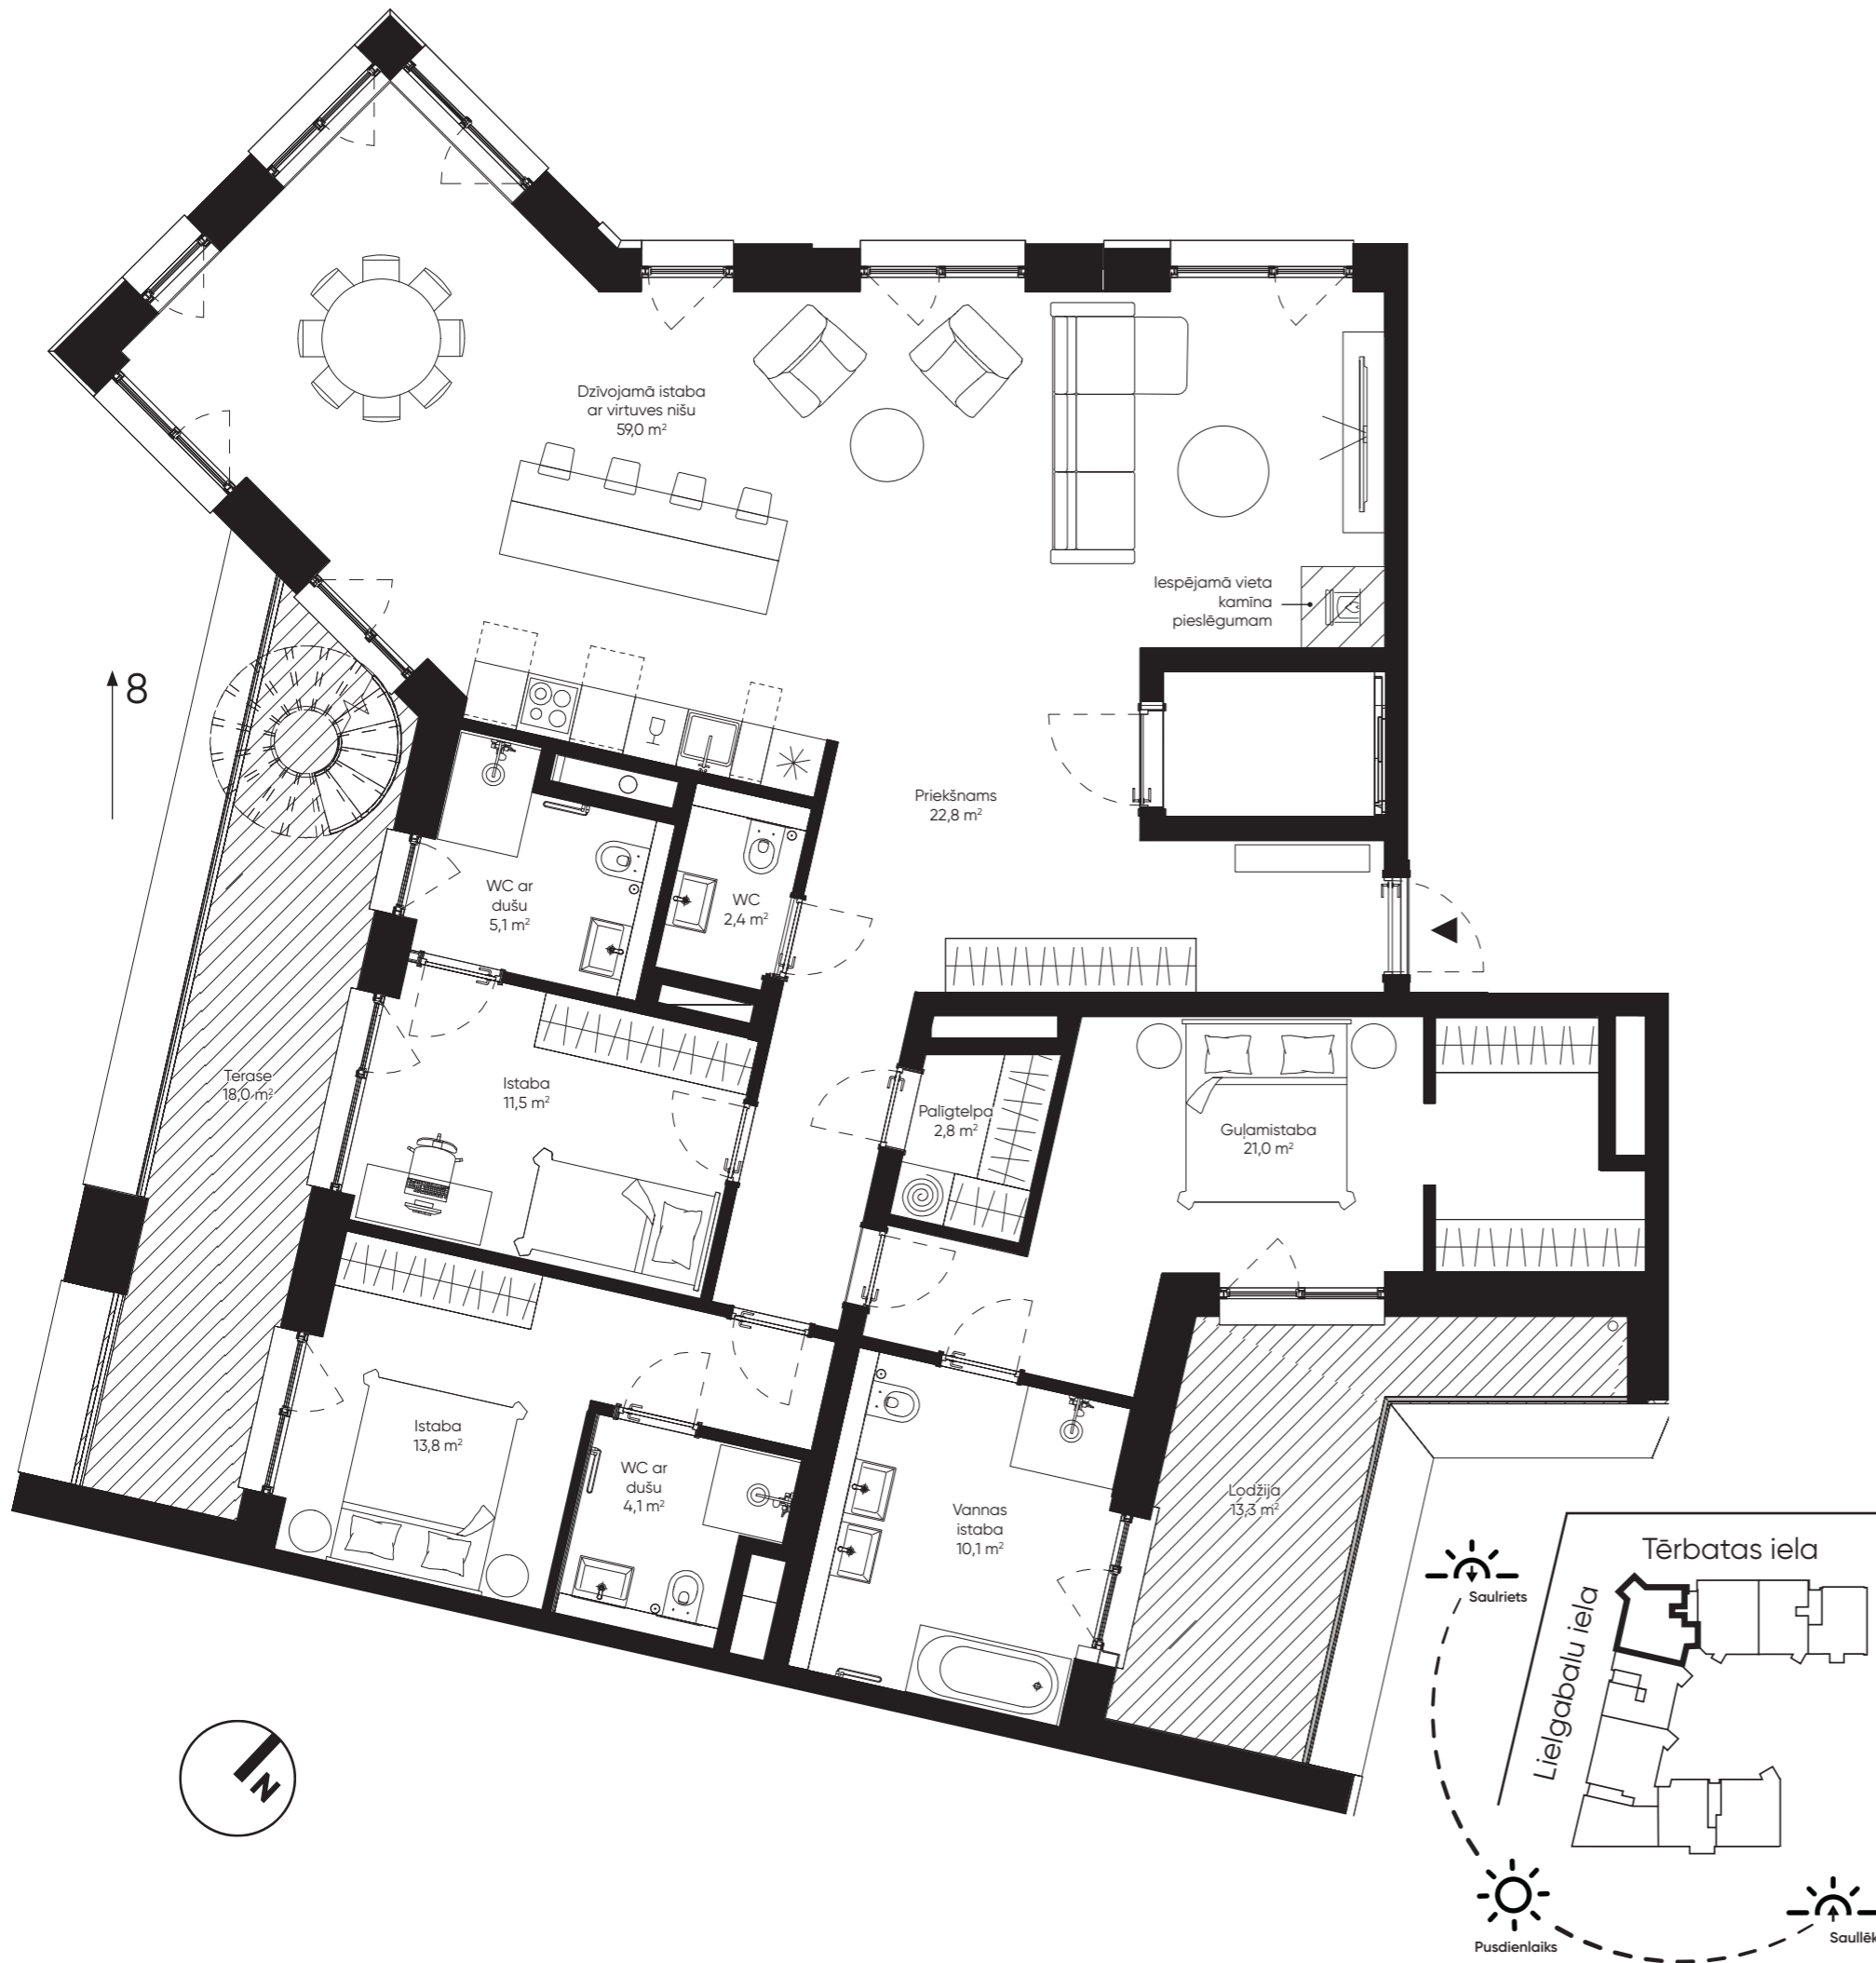 Dzīvojamā istaba
ar virtuves nišu
59,0 m²
Iespējamā vieta
kamīna
pieslēgumam
8
Priekšnams
22,8 m²
WC ar
dušu
5,1 m²
WC
2,4 m²
Terase
18,0 m²
Istaba
11,5 m²
Palīgtelpa
2,8 m²
Guļamistaba
21,0 m²
Istaba
13,8 m²
WC ar
dušu
4,1 m²
Vannas
istaba
10,1 m²
Lodžija
13,3 m²
N
Tērbatas iela
Lielgabalu iela
Saulriets
Pusdienlaiks
Saullēk